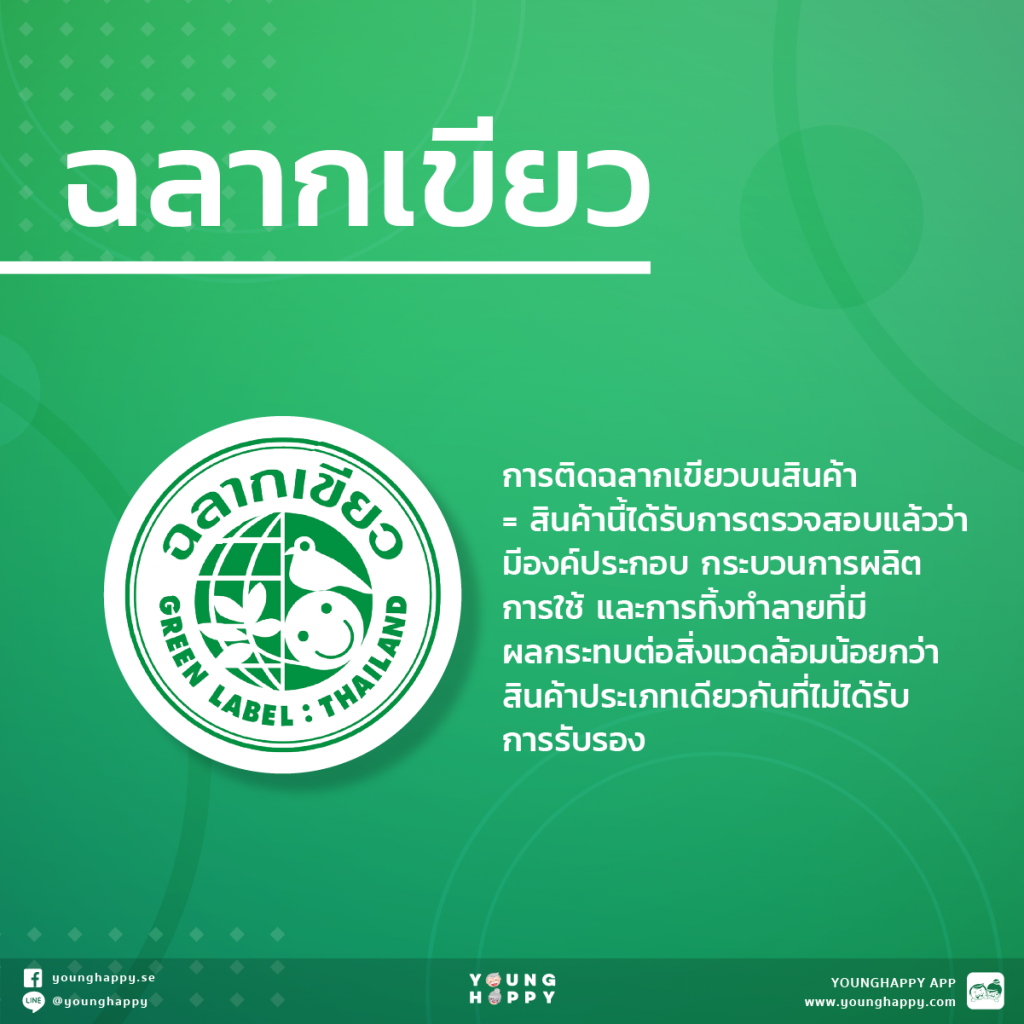 ฉลากเขียว
ฉลากเขียว
GREEN LABEL : THAILAND
การติดฉลากเขียวบนสินค้า
= สินค้านี้ได้รับการตรวจสอบแล้วว่า
มีองค์ประกอบ กระบวนการผลิต
การใช้ และการทิ้งทำลายที่มี
ผลกระทบต่อสิ่งแวดล้อมน้อยกว่า
สินค้าประเภทเดียวกันที่ไม่ได้รับ
การรับรอง
younghappy.se
LINE @younghappy
YOUNG
HAPPY
YOUNGHAPPY APP
www.younghappy.com